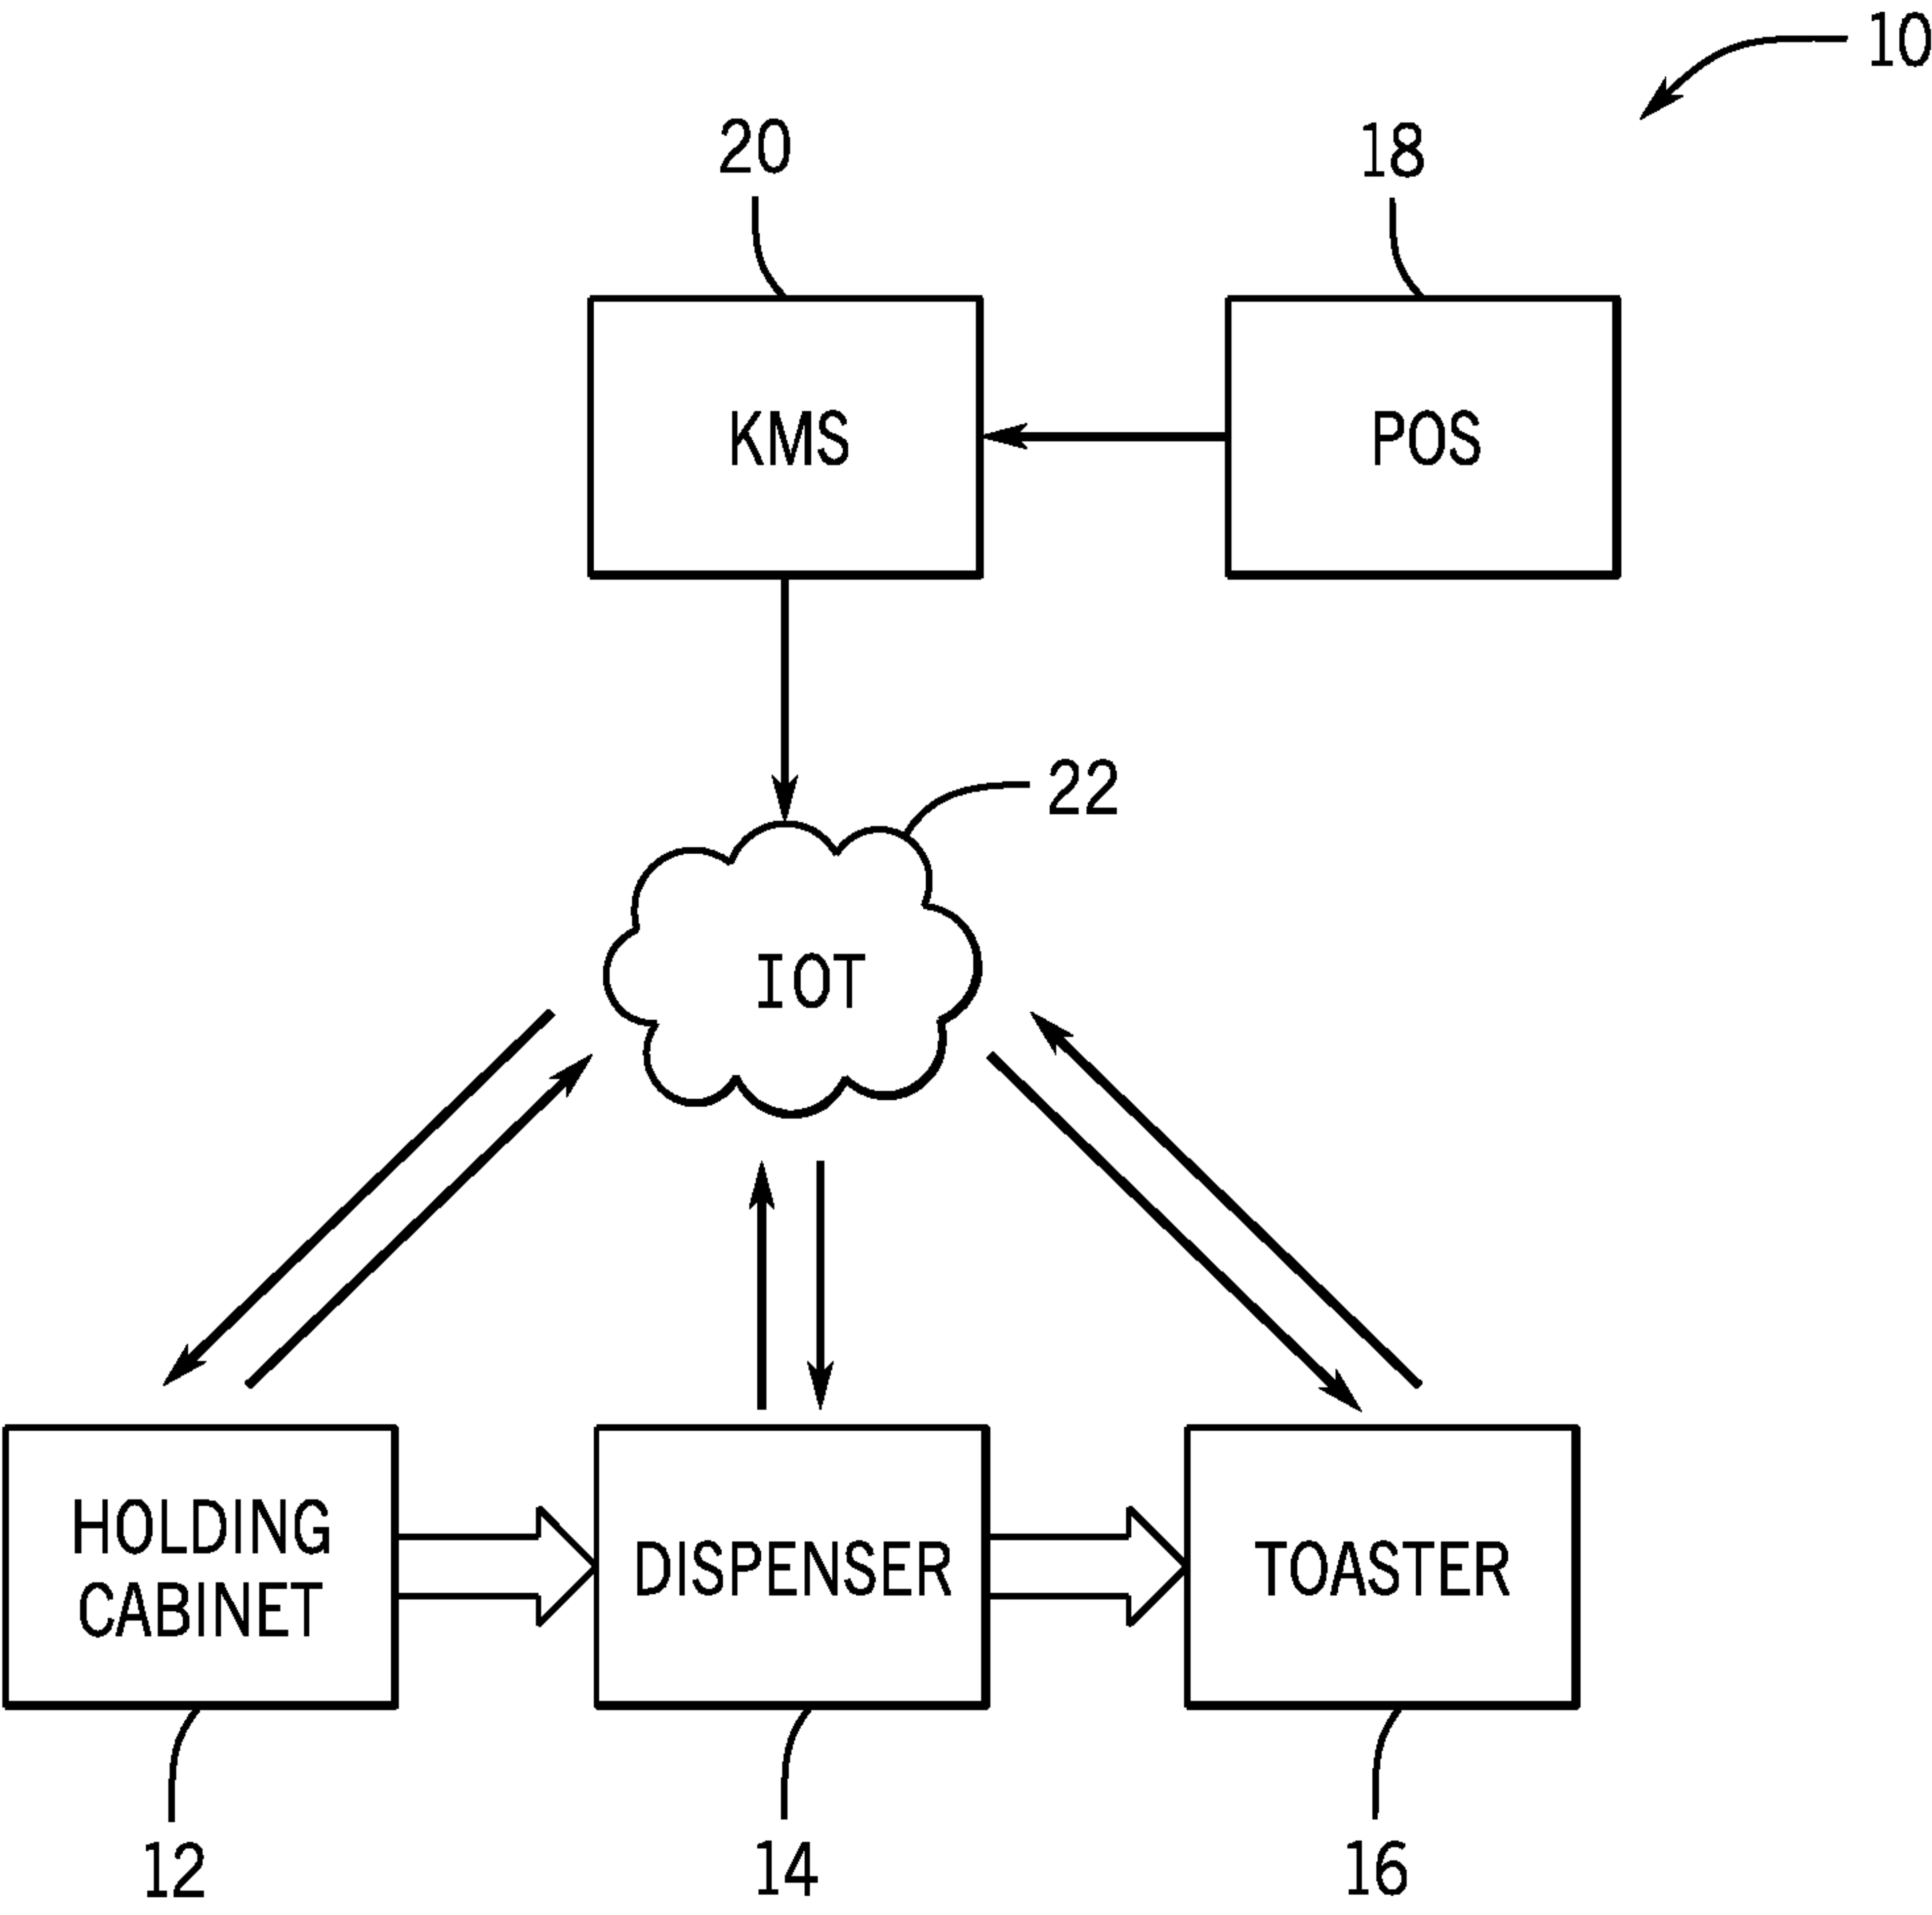 10
20
18
KMS
POS
22
IOT
HOLDING
CABINET
DISPENSER
TOASTER
12
14
16